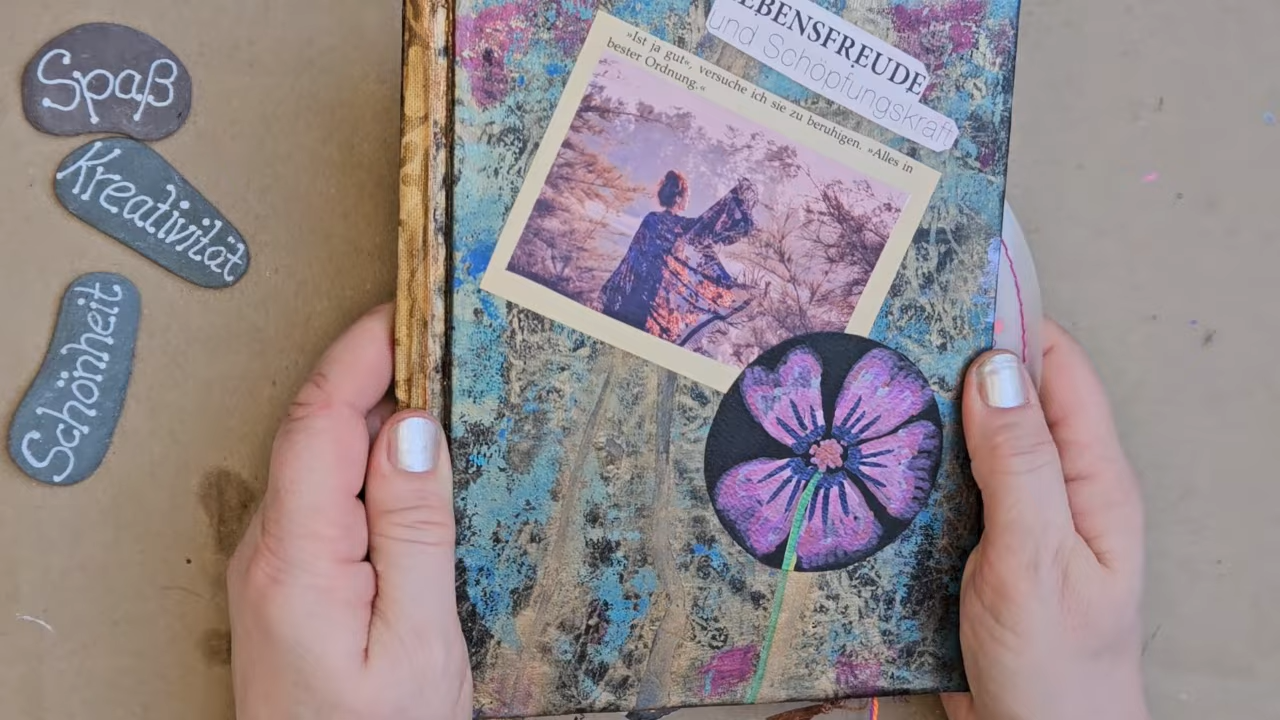 Spaß
Kreativität
Schönheit
EBENSFREUDE
und Schöpfungskraft
»Ist ja gut«, versuche ich sie zu beruhigen. »Alles in
bester Ordnung.«